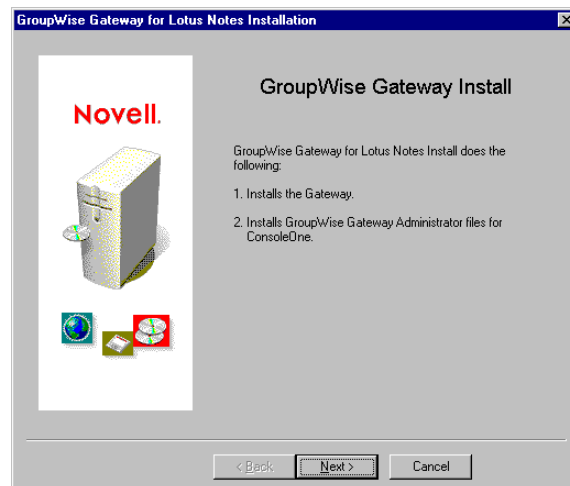 GroupWise Gateway for Lotus Notes Installation
GroupWise Gateway Install
Novell.
GroupWise Gateway for Lotus Notes Install does the
following:
1. Installs the Gateway.
2. Installs GroupWise Gateway Administrator files for
ConsoleOne.
< Back
Next >
Cancel